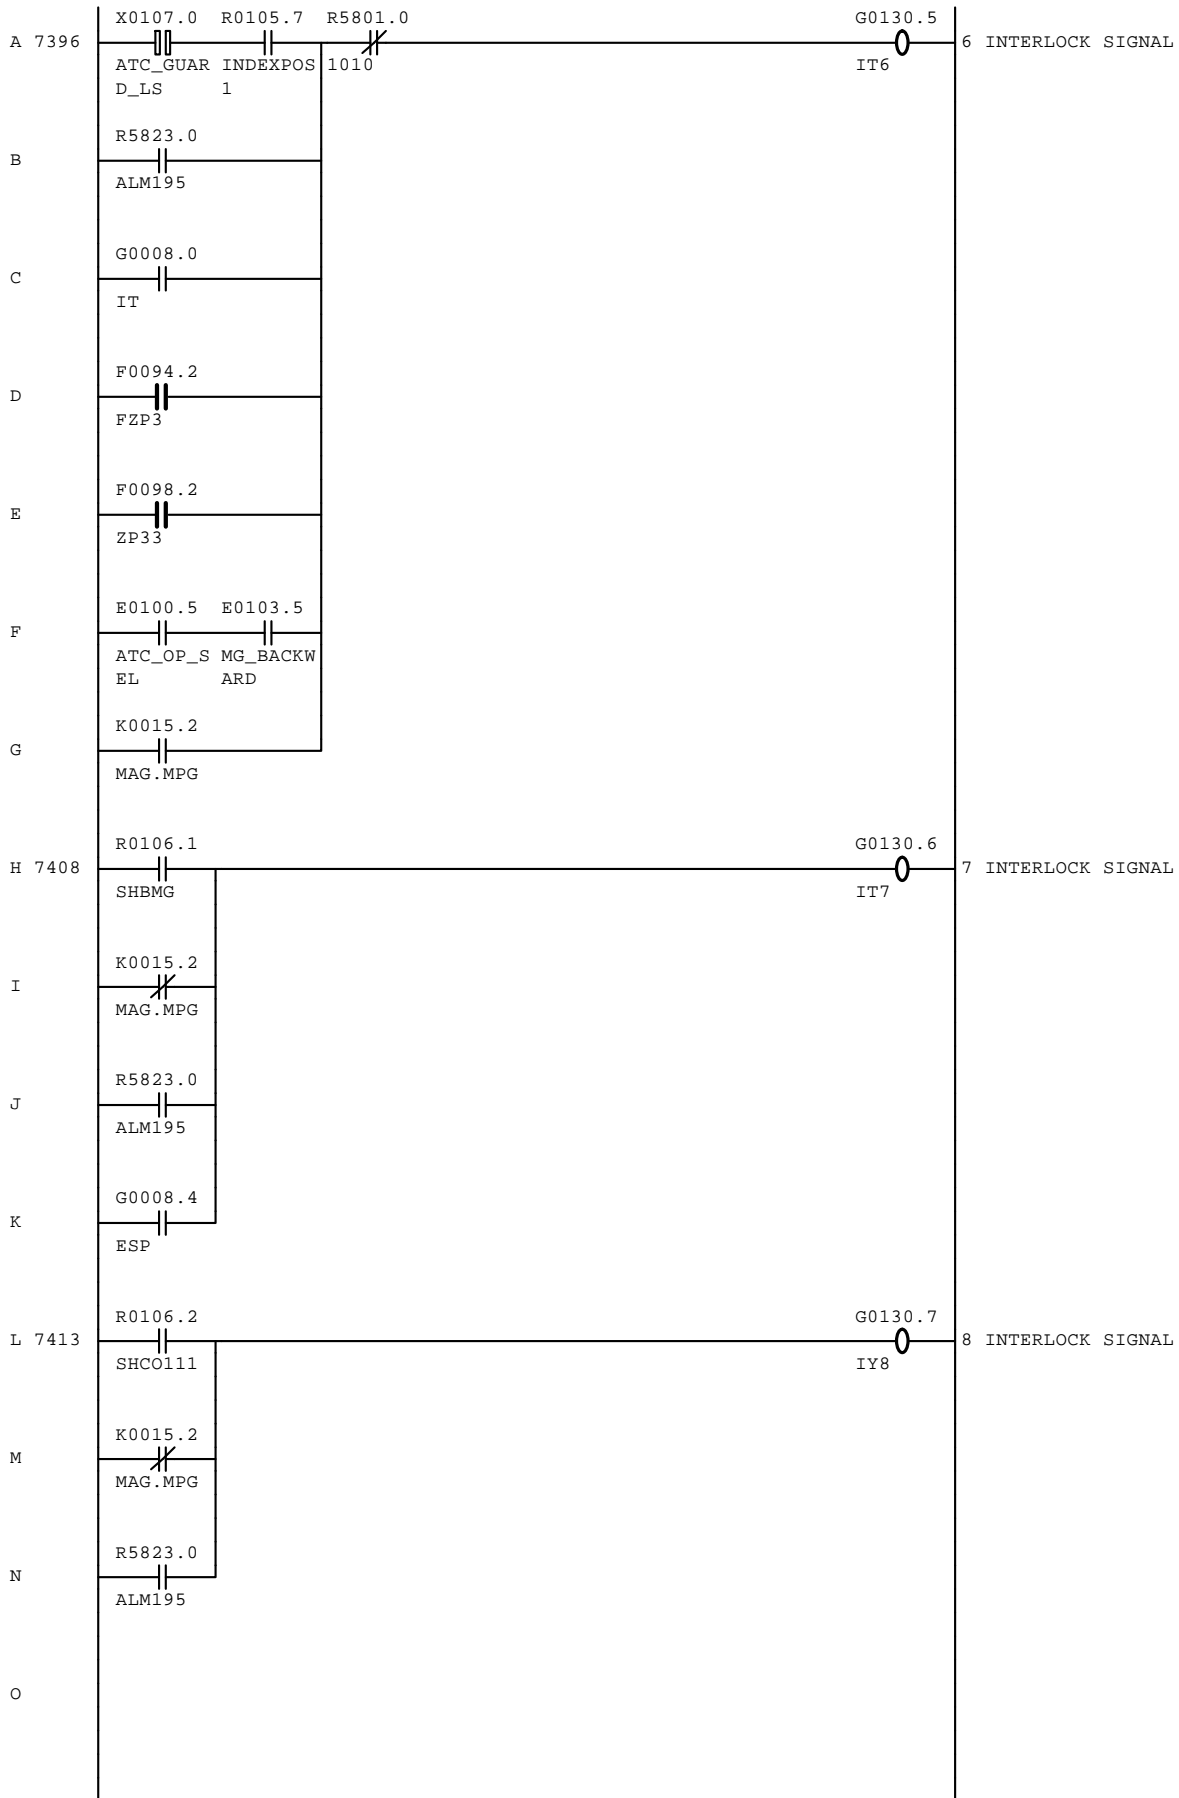 X0107.0 R0105.7 R5801.0 G0130.5
A 7396 6 INTERLOCK SIGNAL
ATC_GUAR INDEXPOS 1010 IT6
D_LS 1
R5823.0
B
ALM195
G0008.0
C
IT
F0094.2
D
FZP3
F0098.2
E
ZP33
E0100.5 E0103.5
F
ATC_OP_S MG_BACKW
EL ARD
K0015.2
G
MAG.MPG
R0106.1 G0130.6
H 7408 7 INTERLOCK SIGNAL
SHBMG IT7
K0015.2
I
MAG.MPG
R5823.0
J
ALM195
G0008.4
K
ESP
R0106.2 G0130.7
L 7413 8 INTERLOCK SIGNAL
SHCO111 IY8
K0015.2
M
MAG.MPG
R5823.0
N
ALM195
O